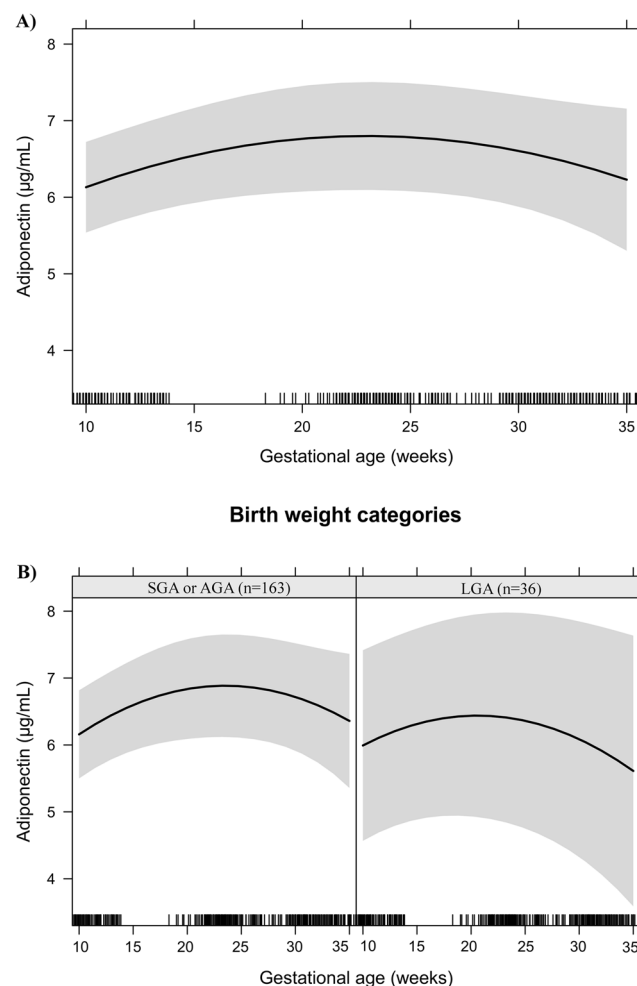 A)
8
7
6
5
4
Adiponectin (µg/mL)
10 15 20 25 30 35
Gestational age (weeks)
Birth weight categories
B)
SGA or AGA (n=163) LGA (n=36)
8
7
6
5
4
Adiponectin (µg/mL)
10 15 20 25 30 35 10 15 20 25 30 35
Gestational age (weeks)